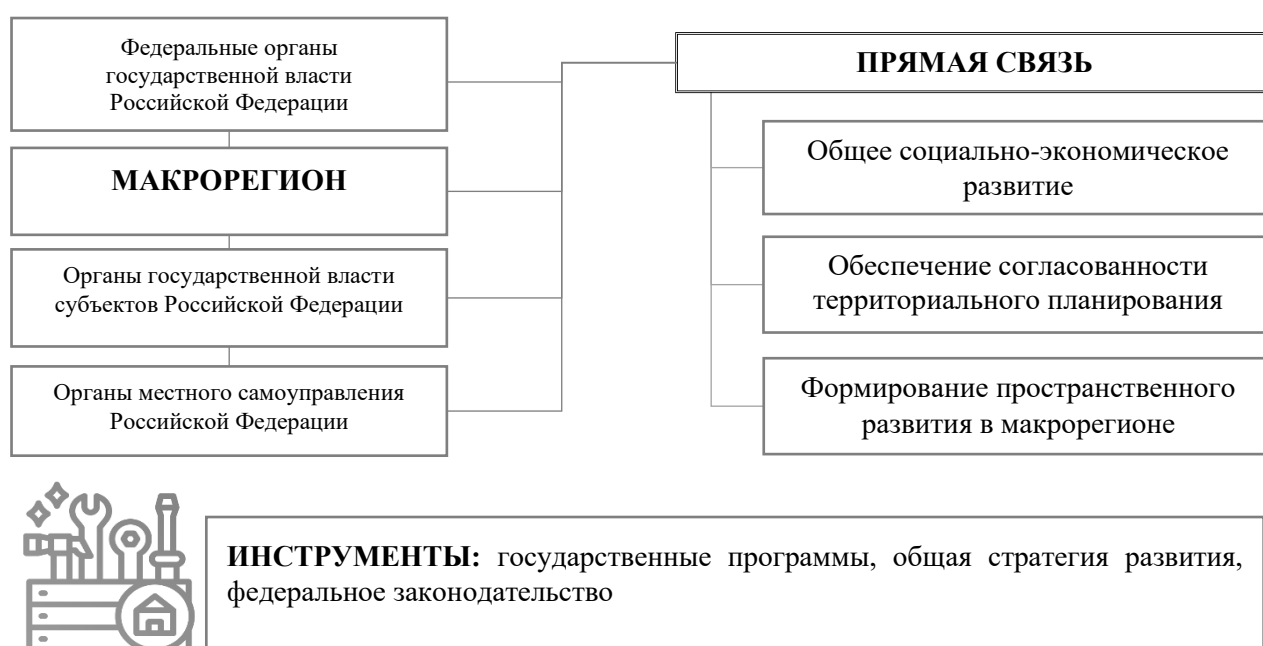 Федеральные органы
государственной власти
Российской Федерации
МАКРОРЕГИОН
Органы государственной власти
субъектов Российской Федерации
Органы местного самоуправления
Российской Федерации
ПРЯМАЯ СВЯЗЬ
Общее социально-экономическое
развитие
Обеспечение согласованности
территориального планирования
Формирование пространственного
развития в макрорегионе
ИНСТРУМЕНТЫ: государственные программы, общая стратегия развития,
федеральное законодательство